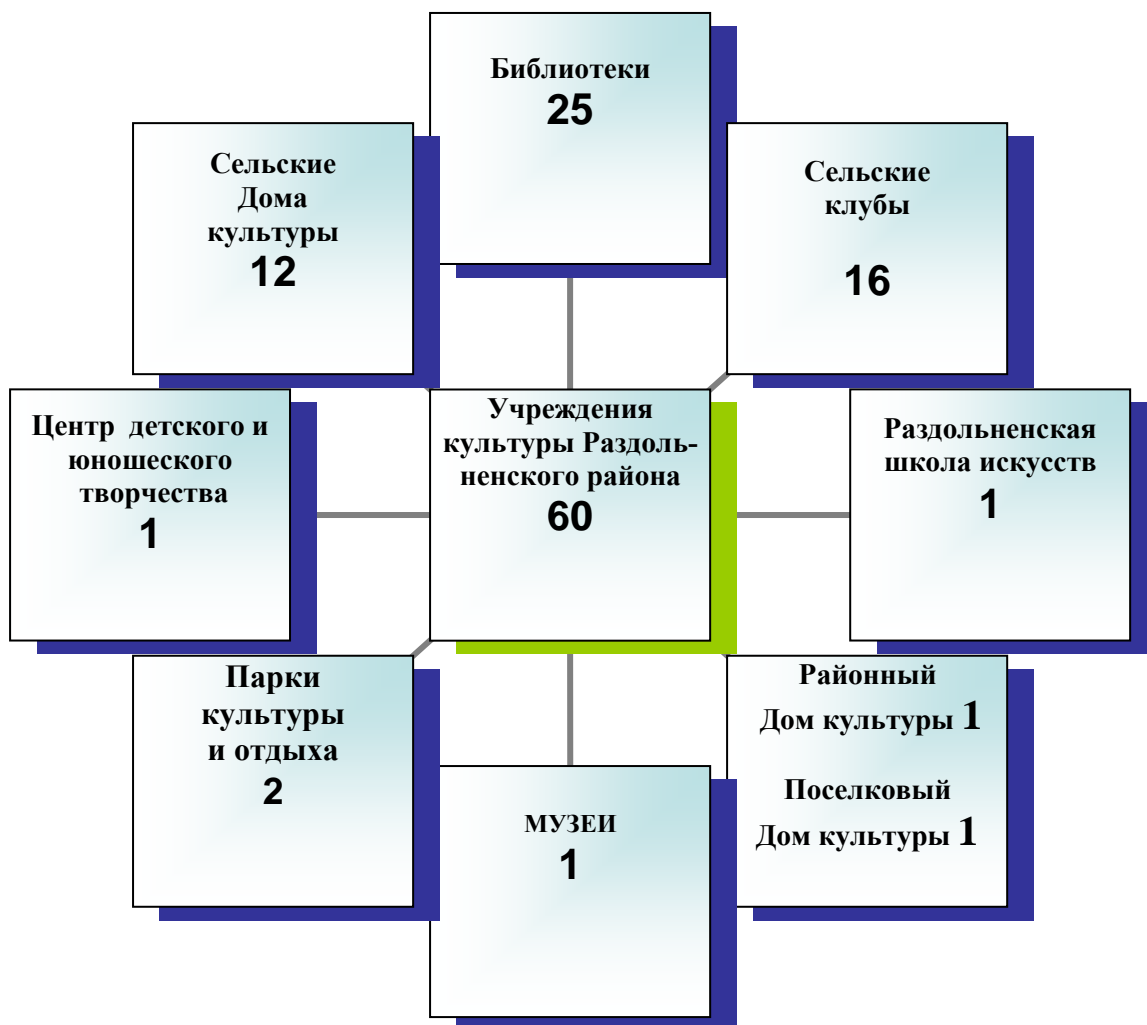 Библиотеки
25
Сельские
Дома
культуры
12
Сельские
клубы
16
Центр детского и
юношеского
творчества
1
Учреждения
культуры Раздоль-
ненского района
60
Раздольненская
школа искусств
1
Парки
культуры
и отдыха
2
МУЗЕИ
1
Районный
Дом культуры 1
Поселковый
Дом культуры 1